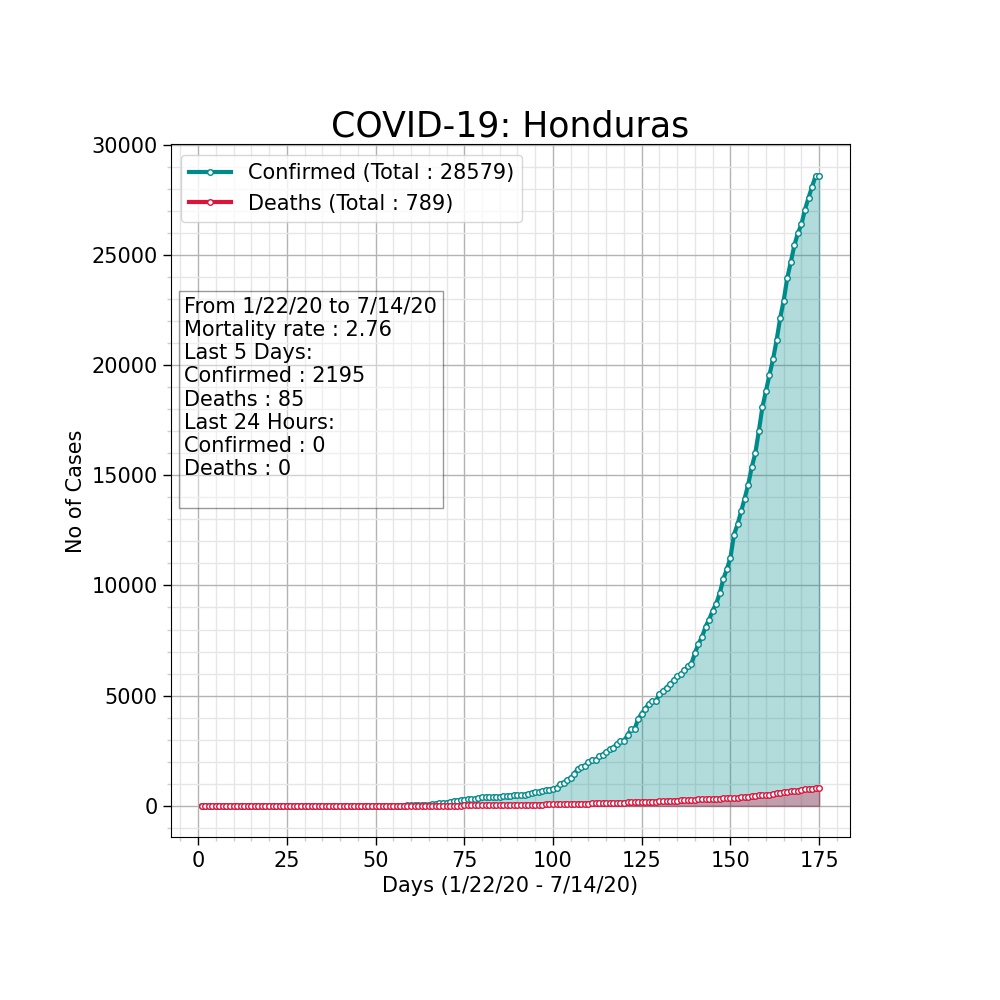 COVID-19: Honduras
30000
25000
20000
15000
10000
5000
0
No of Cases
Confirmed (Total : 28579)
Deaths (Total : 789)
From 1/22/20 to 7/14/20
Mortality rate : 2.76
Last 5 Days:
Confirmed : 2195
Deaths : 85
Last 24 Hours:
Confirmed : 0
Deaths : 0
0 25 50 75 100 125 150 175
Days (1/22/20 - 7/14/20)